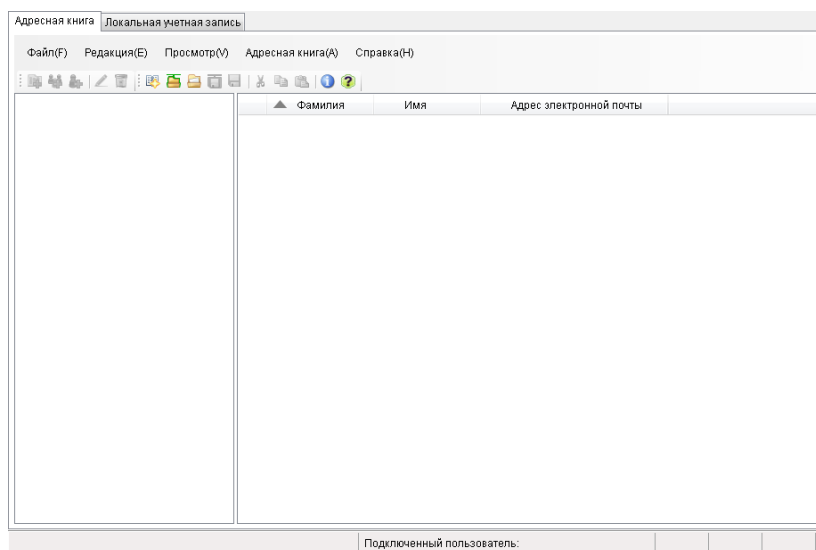 Адресная книга Локальная учетная запись
Файл(F) Редакция(E) Просмотр(V) Адресная книга(A) Справка(H)
Фамилия Имя Адрес электронной почты
Подключенный пользователь: